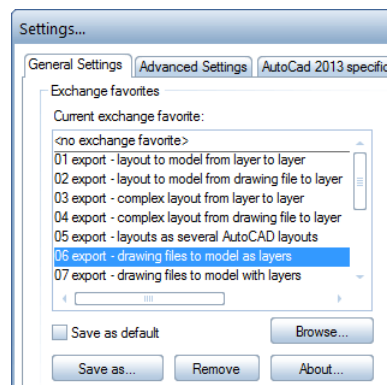 Settings...
General Settings Advanced Settings AutoCad 2013 specific
Exchange favorites
Current exchange favorite:
<no exchange favorite>
01 export - layout to model from layer to layer
02 export - layout to model from drawing file to layer
03 export - complex layout from layer to layer
04 export - complex layout from drawing file to layer
05 export - layouts as several AutoCAD layouts
06 export - drawing files to model as layers
07 export - drawing files to model with layers
Save as default Browse...
Save as... Remove About...